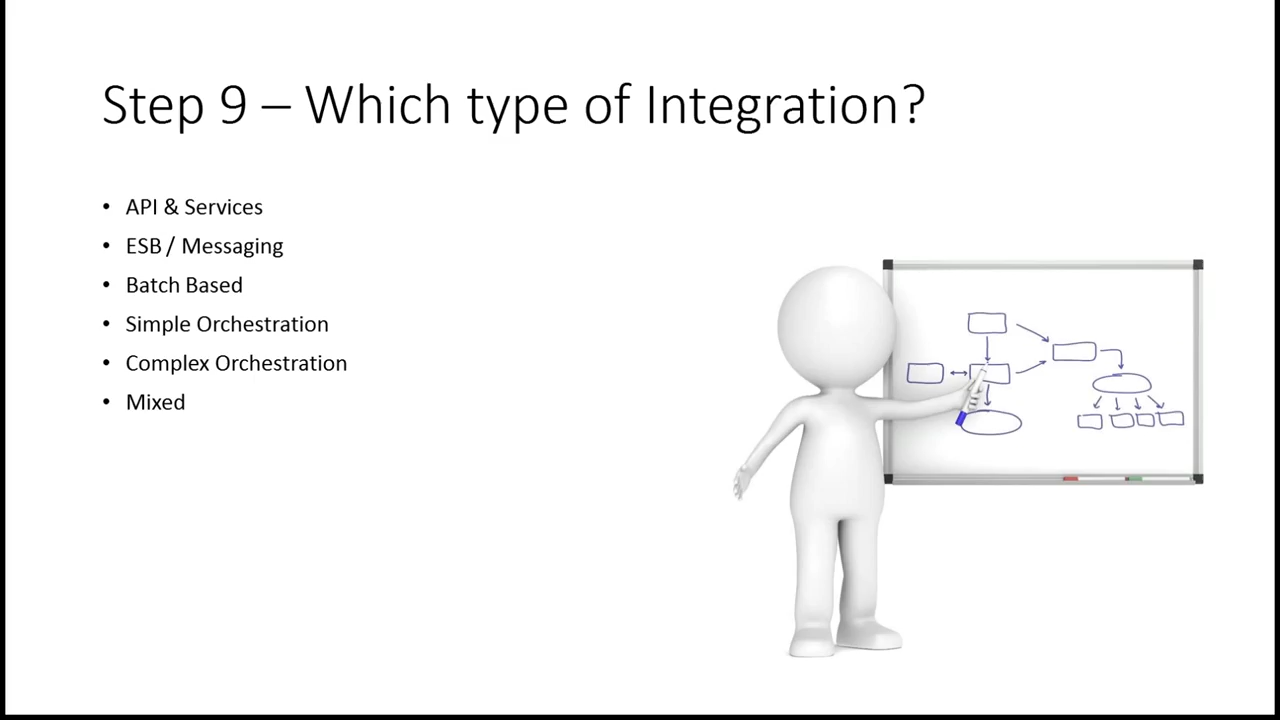 Step 9 – Which type of Integration?
• API & Services
• ESB / Messaging
• Batch Based
• Simple Orchestration
• Complex Orchestration
• Mixed